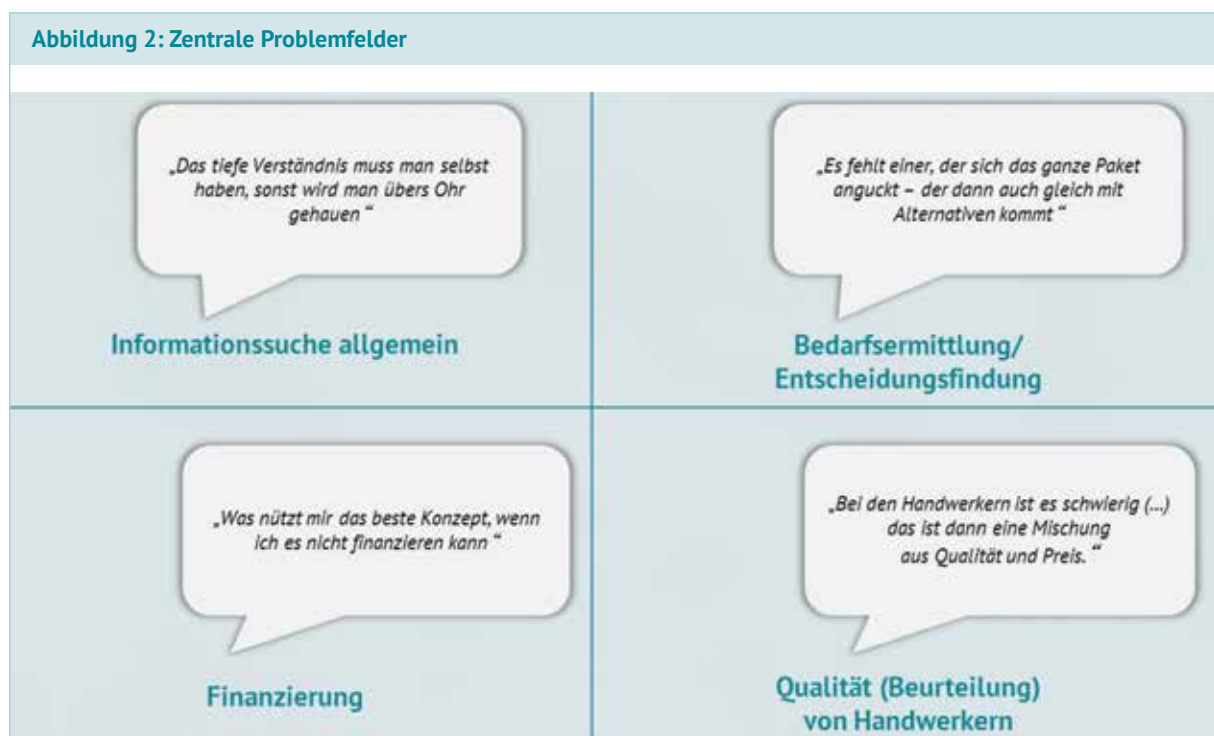 Abbildung 2: Zentrale Problemfelder
„Das tiefe Verständnis muss man selbst
haben, sonst wird man übers Ohr
gehauen “
Informationssuche allgemein
„Es fehlt einer, der sich das ganze Paket
anguckt – der dann auch gleich mit
Alternativen kommt “
Bedarfsermittlung/
Entscheidungsfindung
„Was nützt mir das beste Konzept, wenn
ich es nicht finanzieren kann “
Finanzierung
„Bei den Handwerkern ist es schwierig (...)
das ist dann eine Mischung
aus Qualität und Preis. “
Qualität (Beurteilung)
von Handwerkern